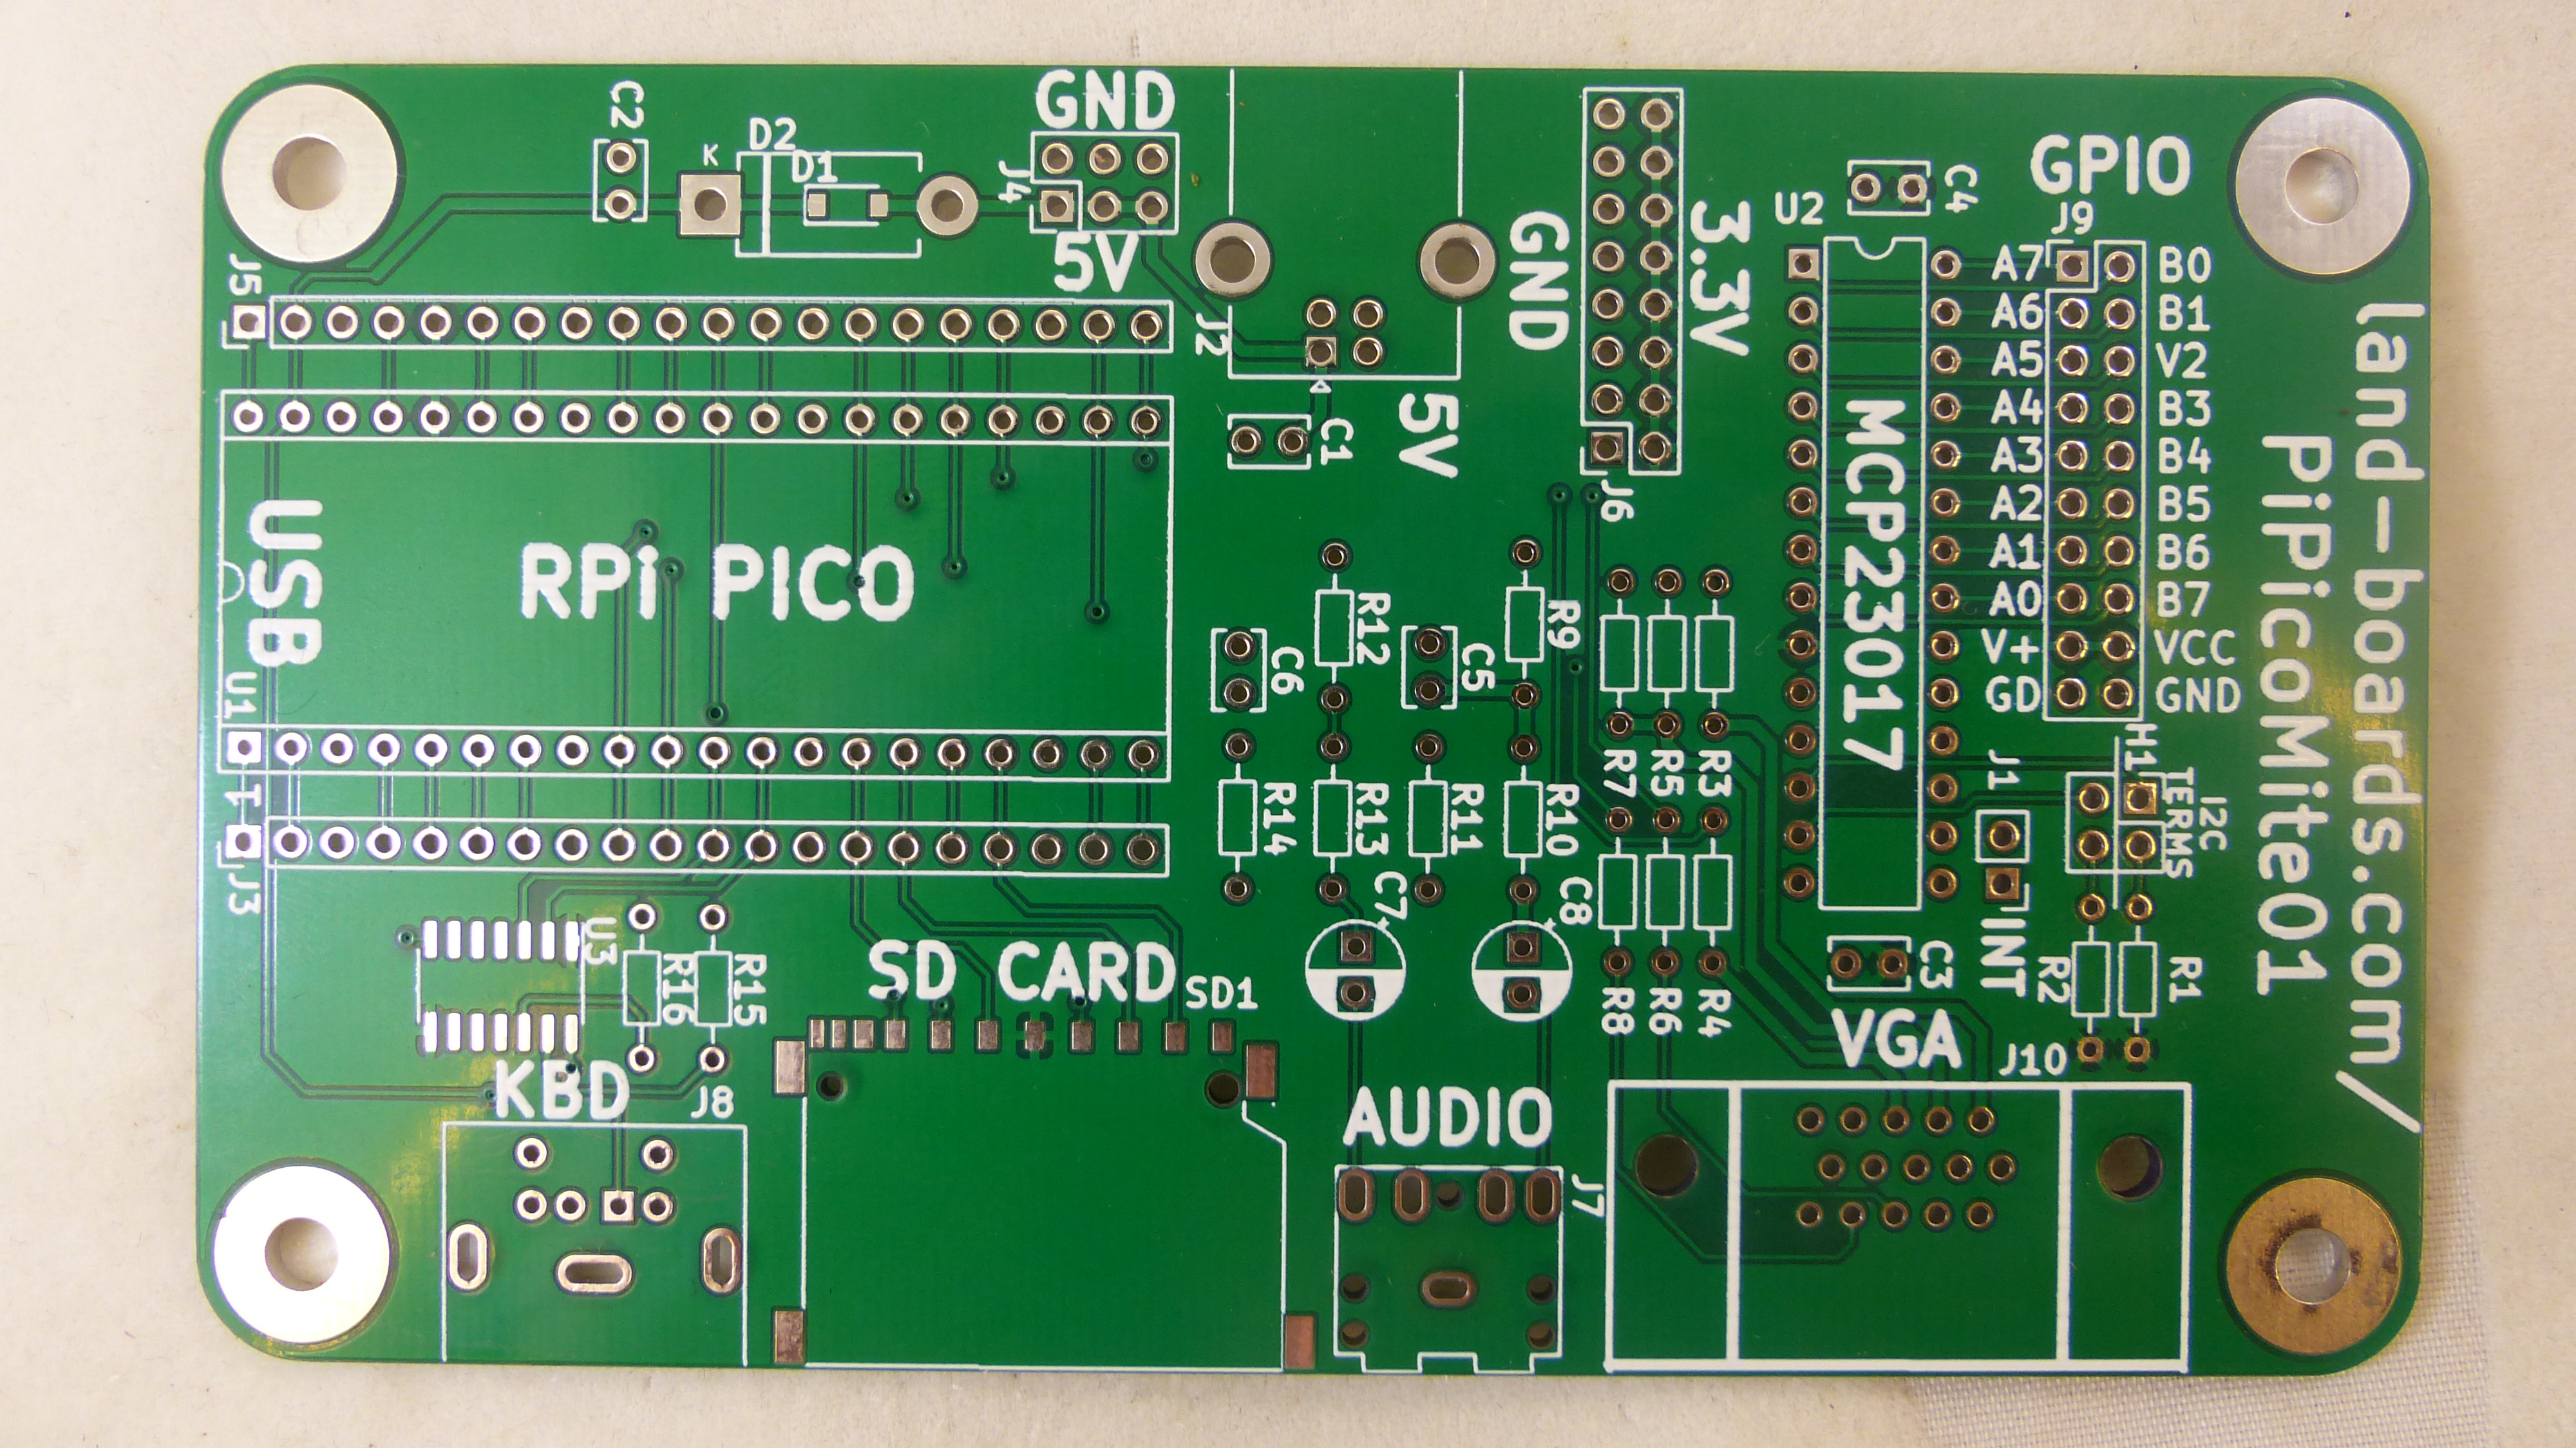 C2
D2
K
D1
GND
J4
5V
J5
J2
GND
3.3V
5V
C1
J6
U2
C4
GPIO
J9
A7 B0
A6 B1
A5 V2
A4 B3
A3 B4
A2 B5
A1 B6
A0 B7
V+ VCC
GD GND
MCP23017
land-boards.com/
PiPicoMite01
USB
RPi PICO
U1
T
J3
C6
R12
C5
R9
R14
R13
R11
R10
R7
R5
R3
C7
C8
R8
R6
R4
J1
INT
H1
I2C
TERMS
C3
R2
R1
U3
R16
R15
SD CARD
SD1
KBD
J8
AUDIO
J7
VGA
J10